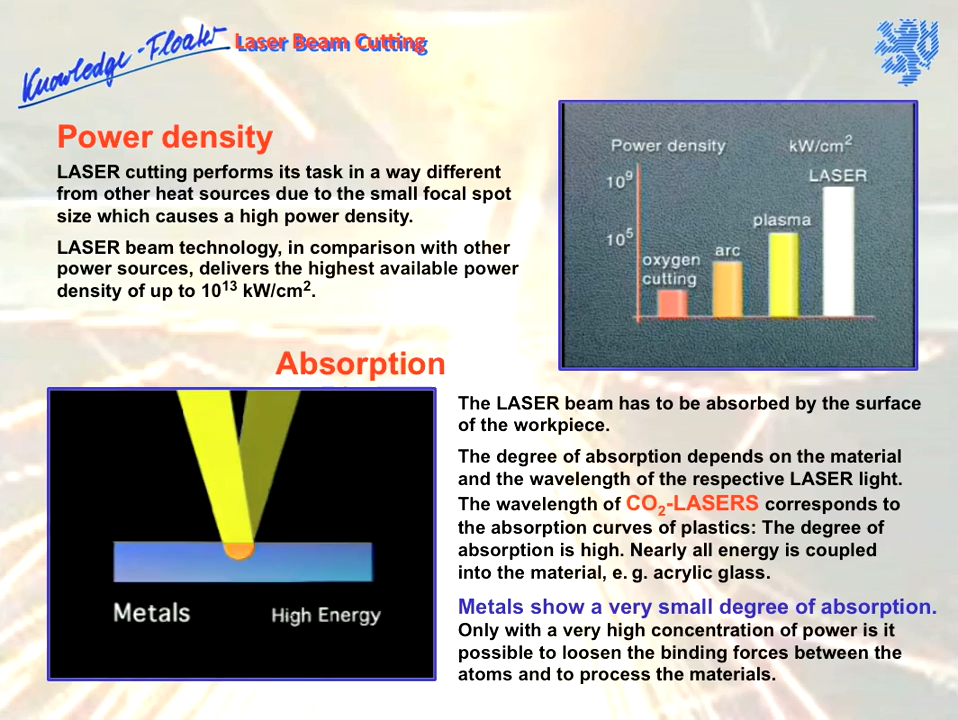 Knowledge-Floater Laser Beam Cutting
Power density
LASER cutting performs its task in a way different
from other heat sources due to the small focal spot
size which causes a high power density.
LASER beam technology, in comparison with other
power sources, delivers the highest available power
density of up to 10¹³ kW/cm².
Power density kW/cm²
10⁹
LASER
plasma
10⁵
arc
oxygen
cutting
Absorption
Metals High Energy
The LASER beam has to be absorbed by the surface
of the workpiece.
The degree of absorption depends on the material
and the wavelength of the respective LASER light.
The wavelength of CO₂-LASERS corresponds to
the absorption curves of plastics: The degree of
absorption is high. Nearly all energy is coupled
into the material, e. g. acrylic glass.
Metals show a very small degree of absorption.
Only with a very high concentration of power is it
possible to loosen the binding forces between the
atoms and to process the materials.